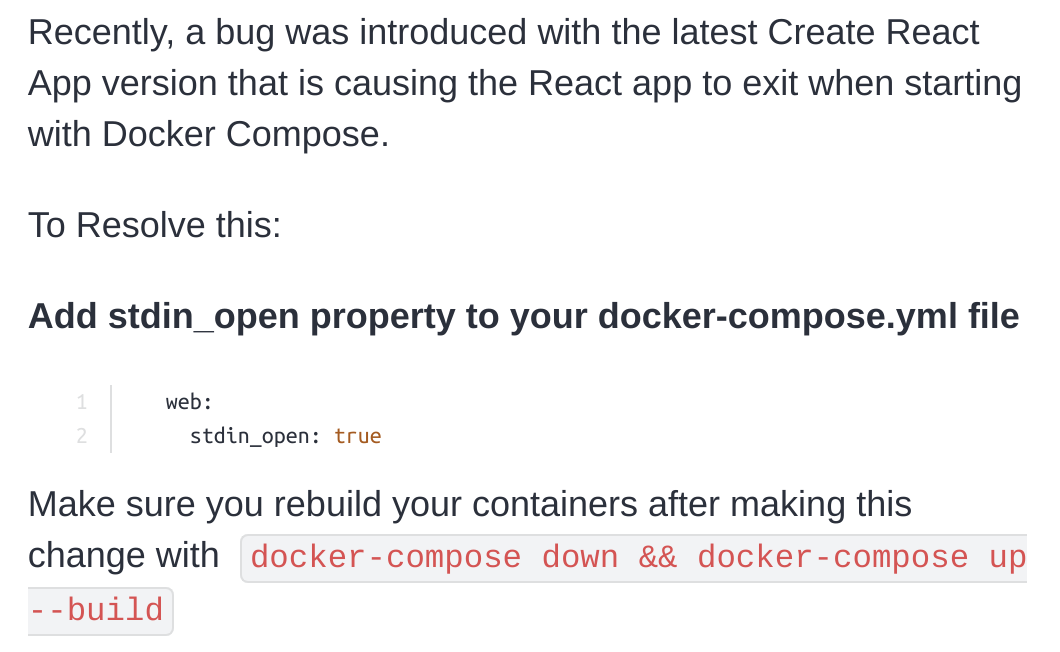 Recently, a bug was introduced with the latest Create React
App version that is causing the React app to exit when starting
with Docker Compose.
To Resolve this:
Add stdin_open property to your docker-compose.yml file
1 web:
2 stdin_open: true
Make sure you rebuild your containers after making this
change with docker-compose down && docker-compose up
--build